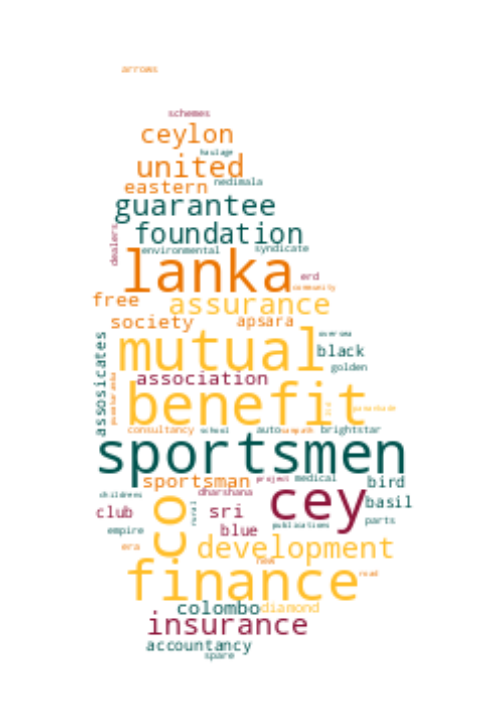 arrows
schemes
ceylon
haulage
united
eastern nedimala
guarantee
foundation
dealers
environmental syndicate
lanka
erd
community
free assurance
society apsara
mutual
black
golden
association
assosicates
benefit
consultancy school auto sampath brightstar
sportsmen
sportsman project medical bird
childrens dharshana
cey
basil
club sri
rural
co
publications parts
empire blue
era development
new
finance
road
colombo diamond
insurance
accountancy
spare